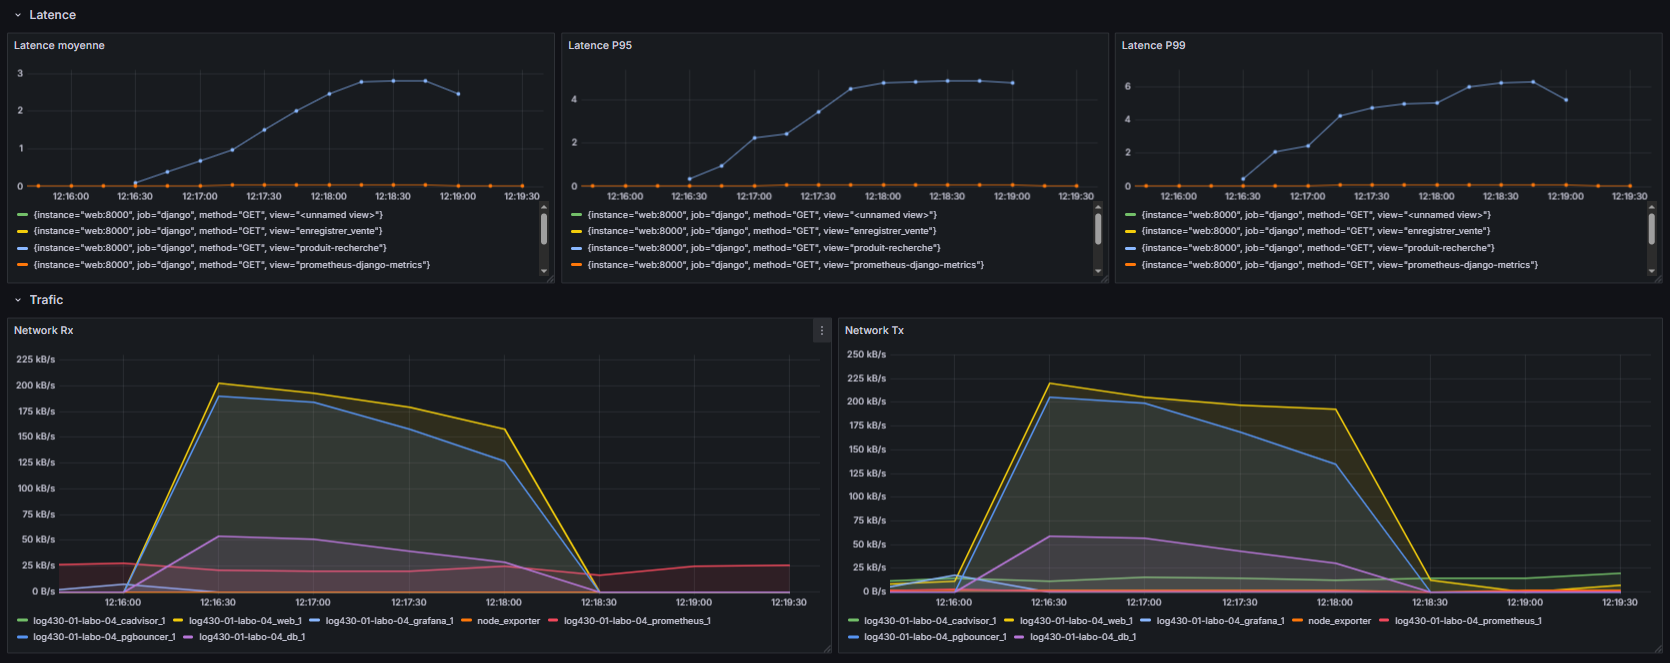 Latence
Latence moyenne
3
2
1
0
12:16:00 12:16:30 12:17:00 12:17:30 12:18:00 12:18:30 12:19:00 12:19:30
{instance="web:8000", job="django", method="GET", view="<unnamed view>"}
{instance="web:8000", job="django", method="GET", view="enregistrer_vente"}
{instance="web:8000", job="django", method="GET", view="produit-recherche"}
{instance="web:8000", job="django", method="GET", view="prometheus-django-metrics"}
Latence P95
4
2
0
12:16:00 12:16:30 12:17:00 12:17:30 12:18:00 12:18:30 12:19:00 12:19:30
{instance="web:8000", job="django", method="GET", view="<unnamed view>"}
{instance="web:8000", job="django", method="GET", view="enregistrer_vente"}
{instance="web:8000", job="django", method="GET", view="produit-recherche"}
{instance="web:8000", job="django", method="GET", view="prometheus-django-metrics"}
Latence P99
6
4
2
0
12:16:00 12:16:30 12:17:00 12:17:30 12:18:00 12:18:30 12:19:00 12:19:30
{instance="web:8000", job="django", method="GET", view="<unnamed view>"}
{instance="web:8000", job="django", method="GET", view="enregistrer_vente"}
{instance="web:8000", job="django", method="GET", view="produit-recherche"}
{instance="web:8000", job="django", method="GET", view="prometheus-django-metrics"}
Trafic
Network Rx
225 kB/s
200 kB/s
175 kB/s
150 kB/s
125 kB/s
100 kB/s
75 kB/s
50 kB/s
25 kB/s
0 B/s
12:16:00 12:16:30 12:17:00 12:17:30 12:18:00 12:18:30 12:19:00 12:19:30
log430-01-labo-04_cadvisor_1 log430-01-labo-04_web_1 log430-01-labo-04_grafana_1 node_exporter log430-01-labo-04_prometheus_1
log430-01-labo-04_pgbouncer_1 log430-01-labo-04_db_1
Network Tx
250 kB/s
225 kB/s
200 kB/s
175 kB/s
150 kB/s
125 kB/s
100 kB/s
75 kB/s
50 kB/s
25 kB/s
0 B/s
12:16:00 12:16:30 12:17:00 12:17:30 12:18:00 12:18:30 12:19:00 12:19:30
log430-01-labo-04_cadvisor_1 log430-01-labo-04_web_1 log430-01-labo-04_grafana_1 node_exporter log430-01-labo-04_prometheus_1
log430-01-labo-04_pgbouncer_1 log430-01-labo-04_db_1